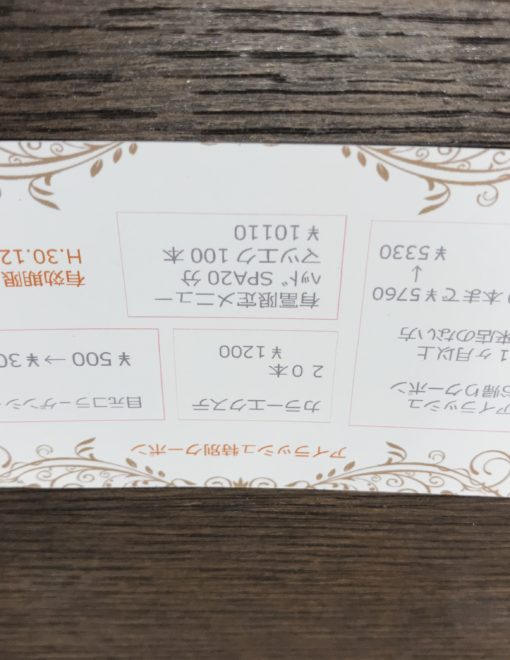 アイラッシュ特別クーポン
アイラッシュ
お帰りクーポン
1ヶ月以上
来店のない方
0本まで¥5760
↓
¥5330
カラーエクステ
20本
¥1200
目元コラーゲンシ
¥500→¥30
有富限定メニュー
ヘッドSPA20分
マツエク100本
¥10110
有効期限
H.30.12